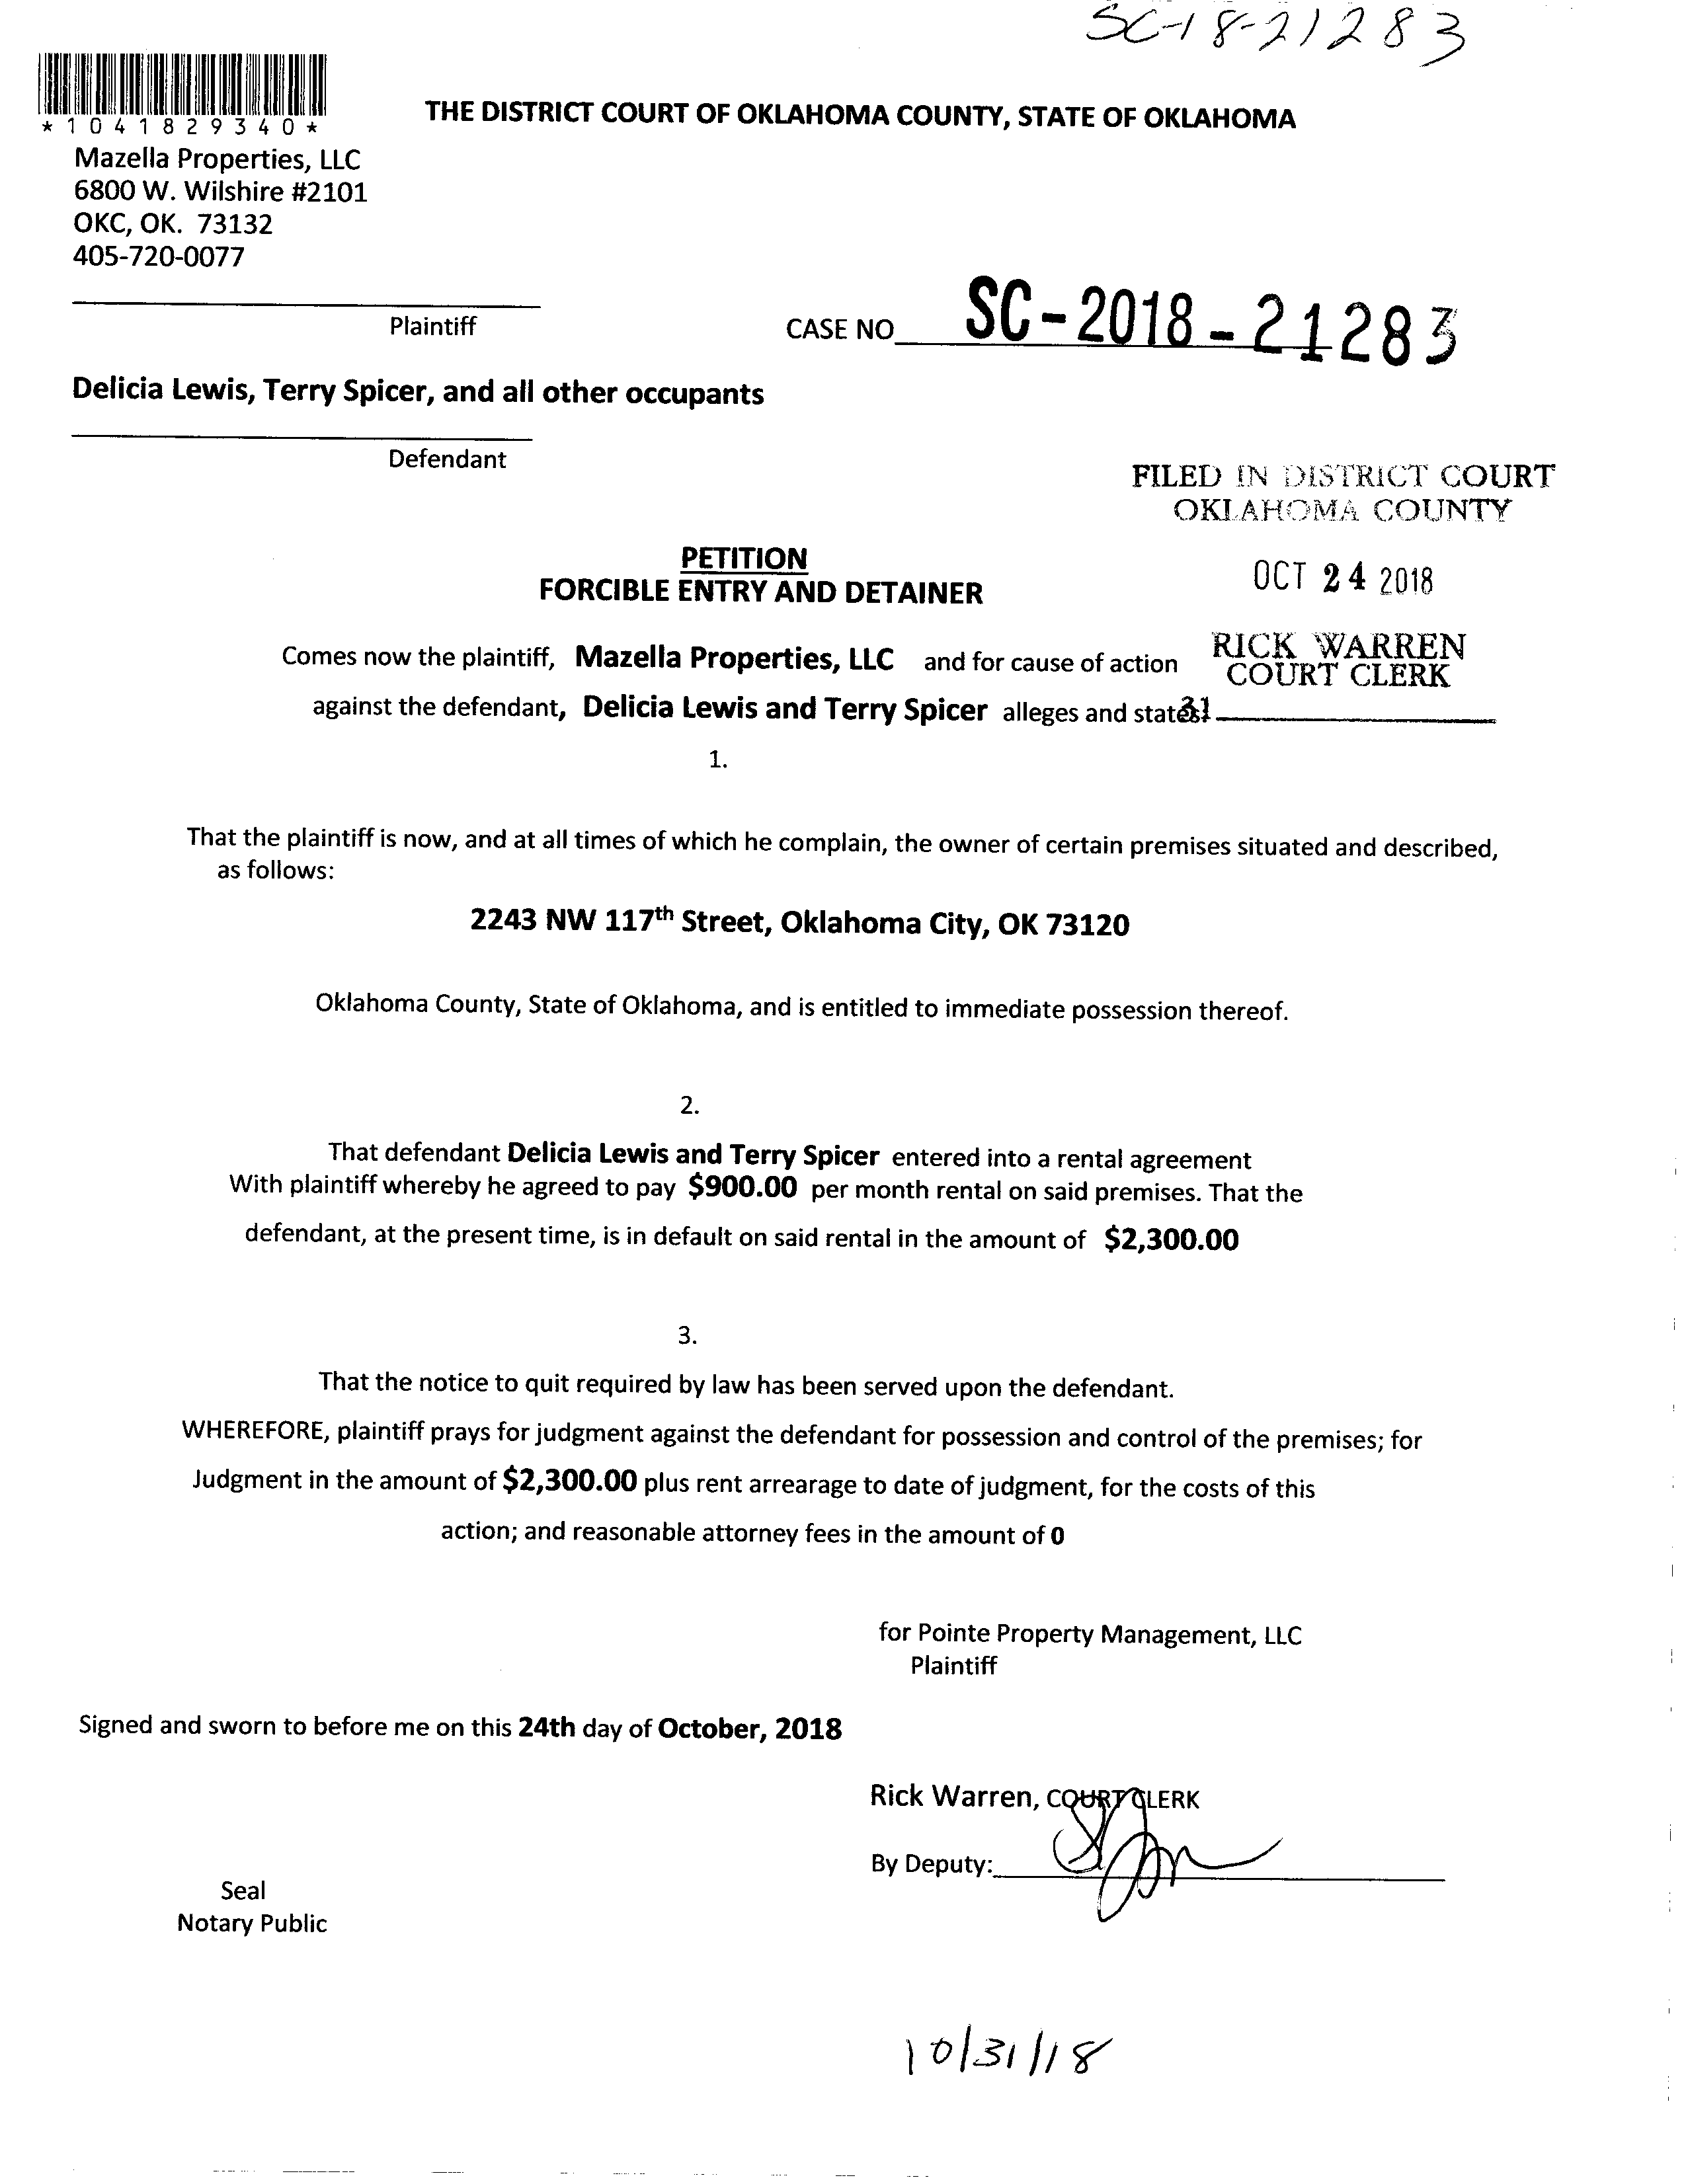 SC-18-21283
*1041829340*
THE DISTRICT COURT OF OKLAHOMA COUNTY, STATE OF OKLAHOMA
Mazella Properties, LLC
6800 W. Wilshire #2101
OKC, OK. 73132
405-720-0077
Plaintiff
CASE NO SC-2018-21283
Delicia Lewis, Terry Spicer, and all other occupants
Defendant
FILED IN DISTRICT COURT
OKLAHOMA COUNTY
PETITION
FORCIBLE ENTRY AND DETAINER
OCT 24 2018
RICK WARREN
COURT CLERK
Comes now the plaintiff, Mazella Properties, LLC and for cause of action
against the defendant, Delicia Lewis and Terry Spicer alleges and states
1.
That the plaintiff is now, and at all times of which he complain, the owner of certain premises situated and described,
as follows:
2243 NW 117th Street, Oklahoma City, OK 73120
Oklahoma County, State of Oklahoma, and is entitled to immediate possession thereof.
2.
That defendant Delicia Lewis and Terry Spicer entered into a rental agreement
With plaintiff whereby he agreed to pay $900.00 per month rental on said premises. That the
defendant, at the present time, is in default on said rental in the amount of $2,300.00
3.
That the notice to quit required by law has been served upon the defendant.
WHEREFORE, plaintiff prays for judgment against the defendant for possession and control of the premises; for
Judgment in the amount of $2,300.00 plus rent arrearage to date of judgment, for the costs of this
action; and reasonable attorney fees in the amount of 0
for Pointe Property Management, LLC
Plaintiff
Signed and sworn to before me on this 24th day of October, 2018
Rick Warren, COURT CLERK
By Deputy:
Seal
Notary Public
10/31/18